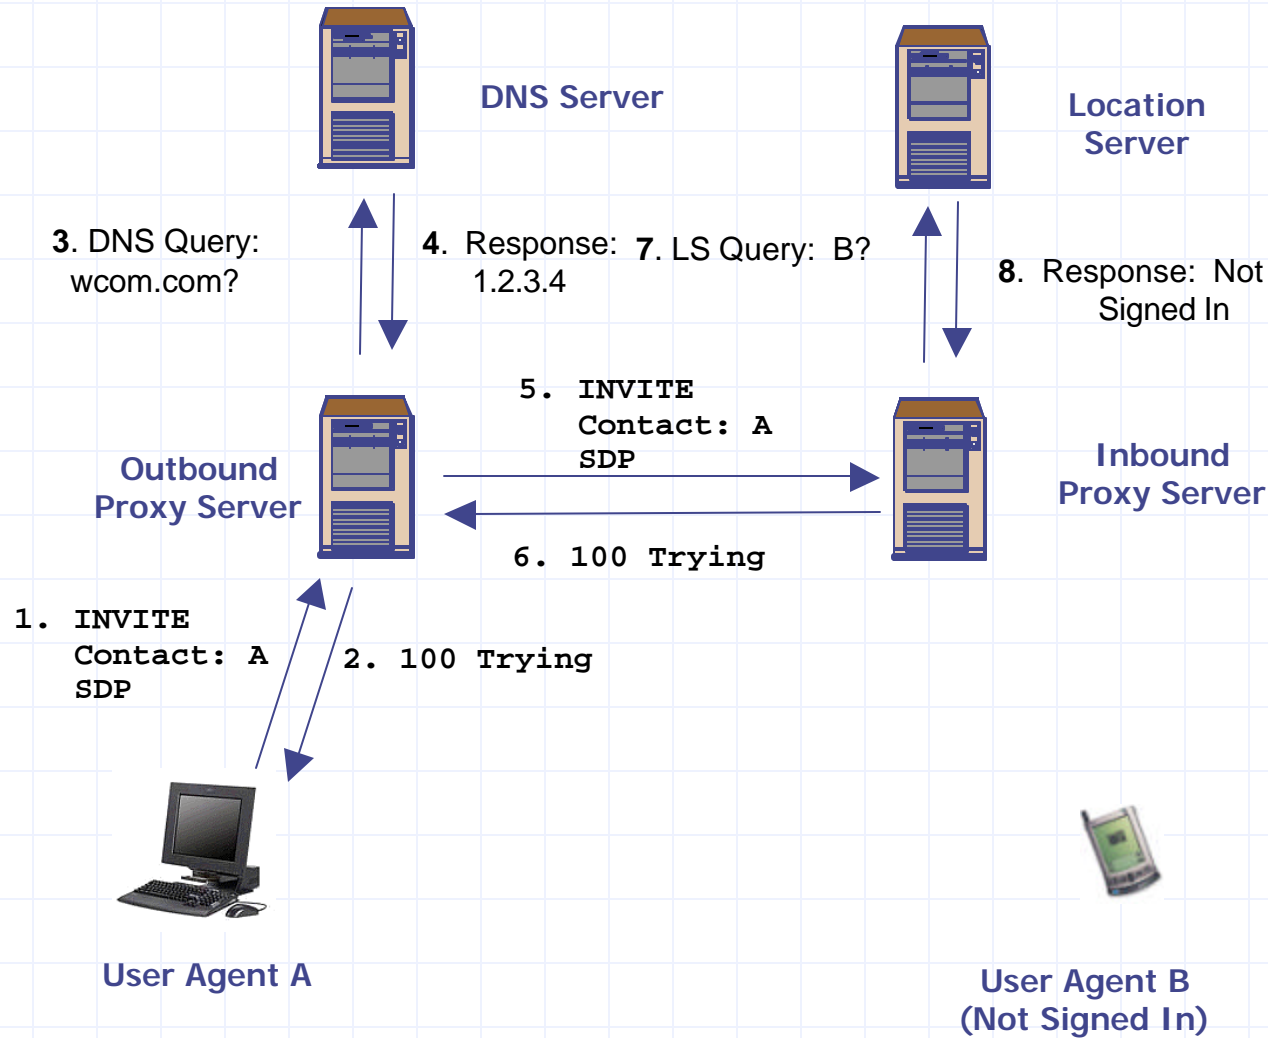 DNS Server
Location
Server
3. DNS Query:
wcom.com?
4. Response:
1.2.3.4
7. LS Query: B?
8. Response: Not
Signed In
5. INVITE
Contact: A
SDP
Outbound
Proxy Server
Inbound
Proxy Server
6. 100 Trying
1. INVITE
Contact: A
SDP
2. 100 Trying
User Agent A
User Agent B
(Not Signed In)